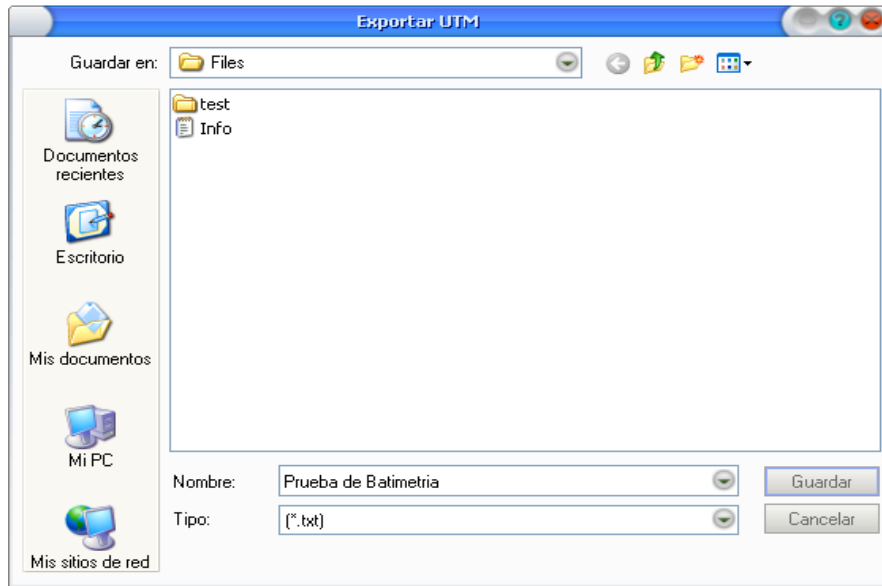 Exportar UTM
Guardar en: Files
test
Info
Documentos
recientes
Escritorio
Mis documentos
Mi PC
Mis sitios de red
Nombre: Prueba de Batimetria Guardar
Tipo: (*.txt) Cancelar